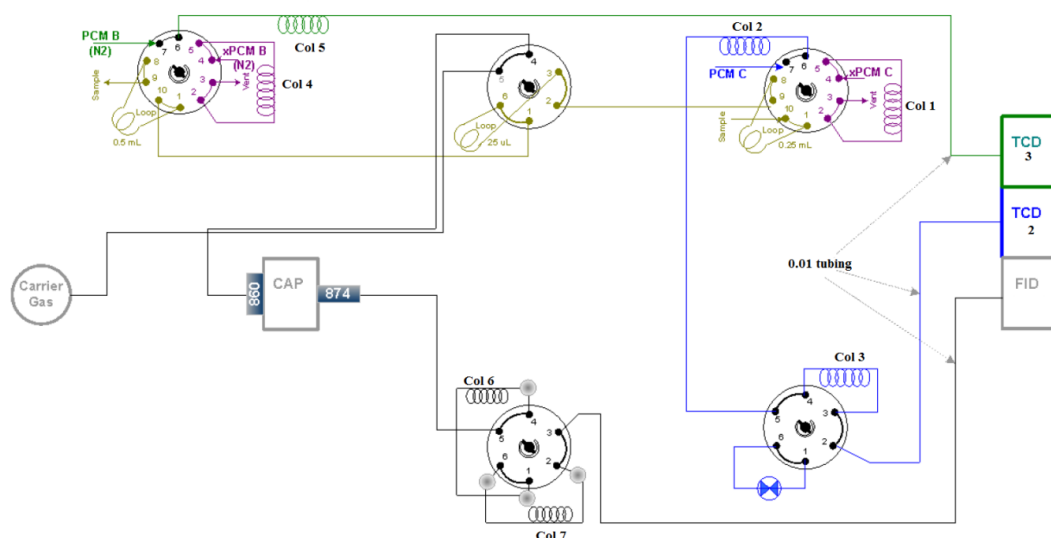 PCM B
(N2)
xPCM B
(N2)
6
5
7
4
8
3
9
2
10
1
Sample
Vent
Loop
0.5 mL
Col 5
Col 4
4
5
3
6
2
1
Loop
25 uL
Col 2
PCM C
xPCM C
6
5
7
4
8
3
9
2
10
1
Sample
Vent
Loop
0.25 mL
Col 1
TCD
3
TCD
2
FID
0.01 tubing
Carrier
Gas
860
CAP
874
Col 6
4
5
3
6
2
1
Col 7
Col 3
4
5
3
6
2
1